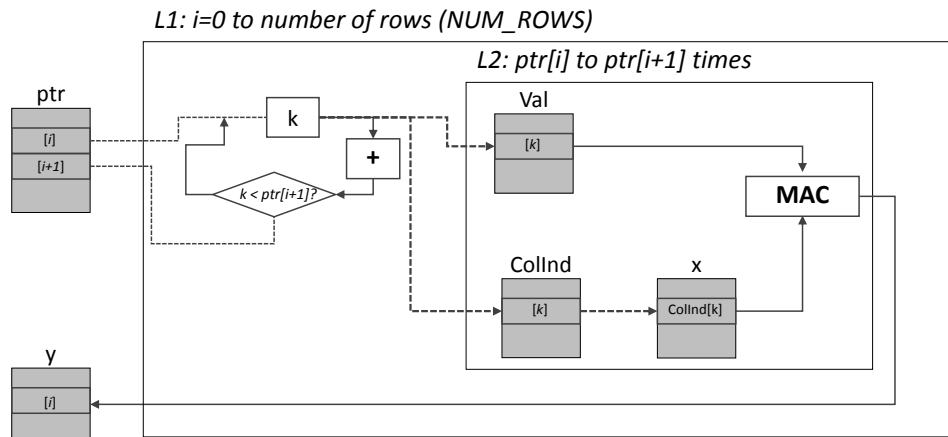 L1: i=0 to number of rows (NUM_ROWS)
L2: ptr[i] to ptr[i+1] times
ptr
[i]
[i+1]
k
+
k < ptr[i+1]?
Val
[k]
MAC
ColInd
[k]
x
ColInd[k]
y
[i]